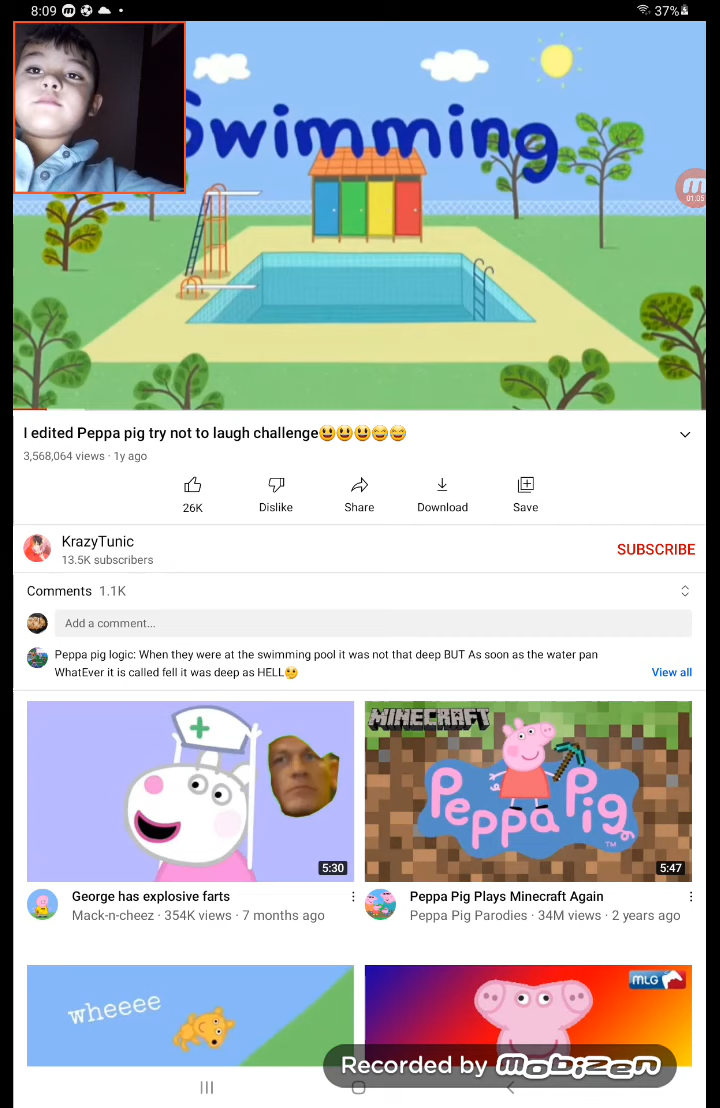 8:09
37%
Swimming
01:05
I edited Peppa pig try not to laugh challenge😃😃😃😄😄
3,568,064 views · 1y ago
26K
Dislike
Share
Download
Save
KrazyTunic
13.5K subscribers
SUBSCRIBE
Comments 1.1K
Add a comment...
Peppa pig logic: When they were at the swimming pool it was not that deep BUT As soon as the water pan
WhatEver it is called fell it was deep as HELL🤔
View all
5:30
MINECRAFT
Peppa Pig
TM
5:47
George has explosive farts
Mack-n-cheez · 354K views · 7 months ago
Peppa Pig Plays Minecraft Again
Peppa Pig Parodies · 34M views · 2 years ago
wheeee
MLG
Recorded by mobizen